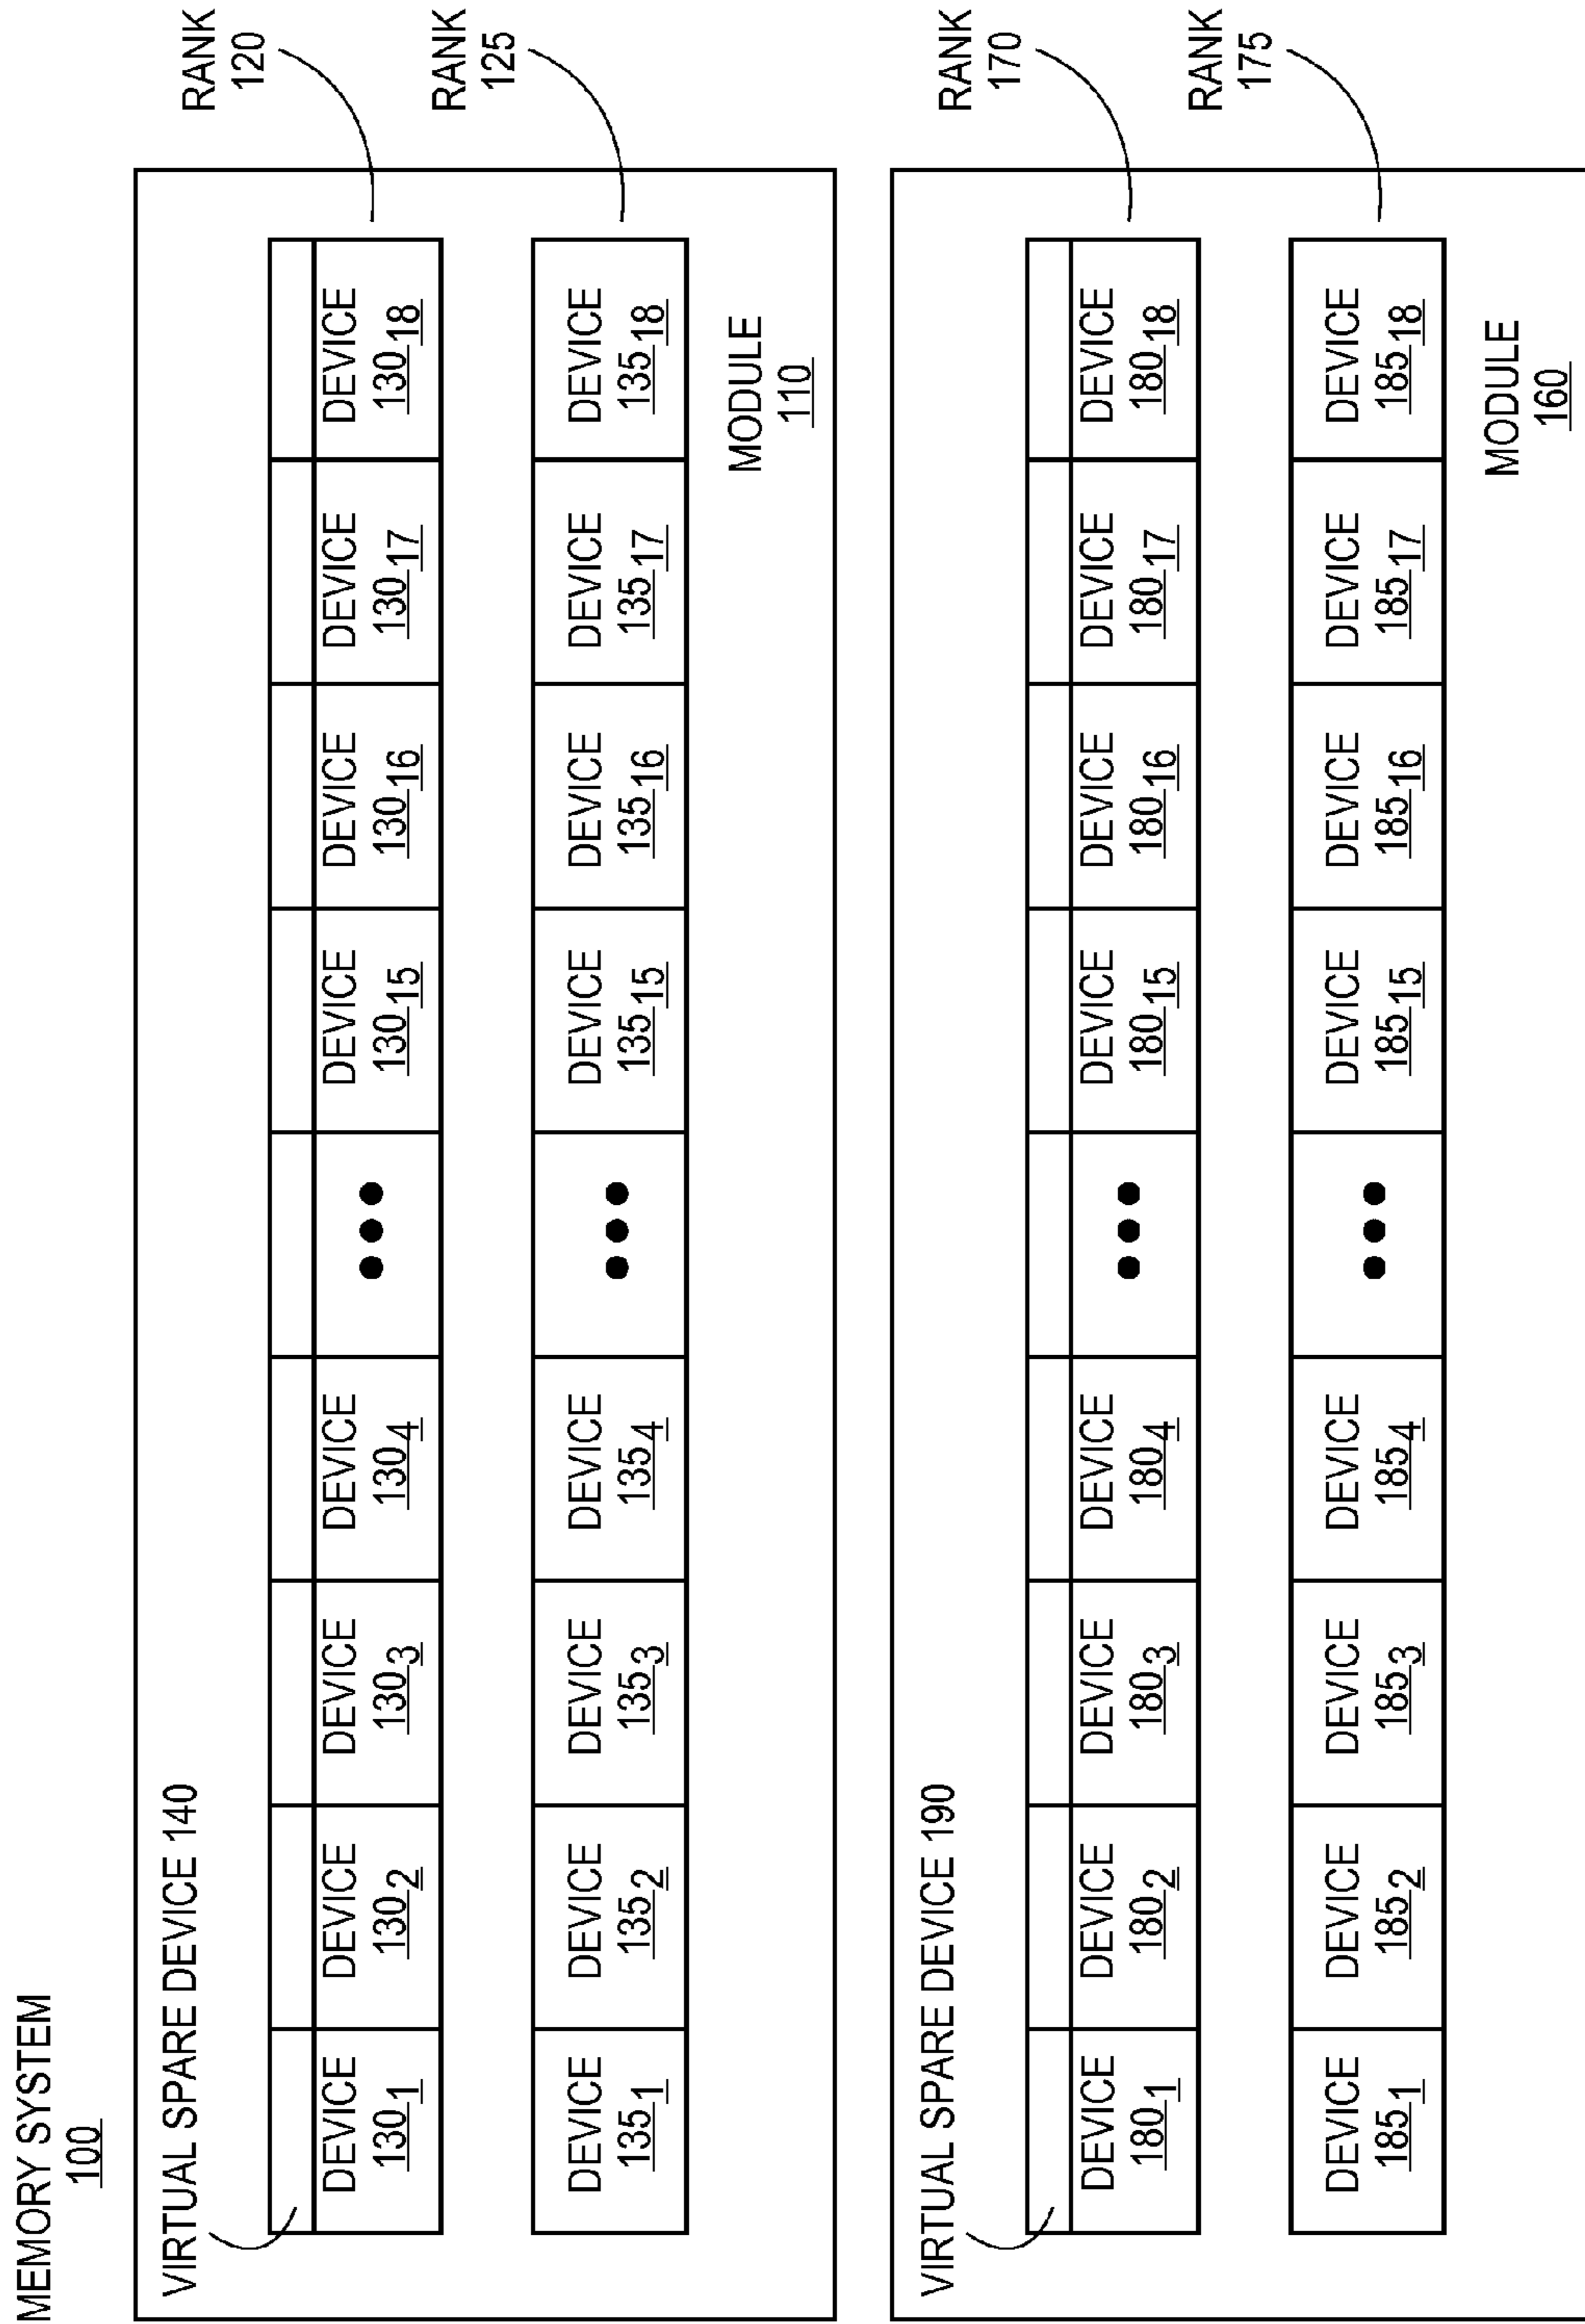 MEMORY SYSTEM
100
VIRTUAL SPARE DEVICE 140
RANK
120
DEVICE
130 1
DEVICE
130 2
DEVICE
130 3
DEVICE
130 4
DEVICE
130 15
DEVICE
130 16
DEVICE
130 17
DEVICE
130 18
RANK
125
DEVICE
135 1
DEVICE
135 2
DEVICE
135 3
DEVICE
135 4
DEVICE
135 15
DEVICE
135 16
DEVICE
135 17
DEVICE
135 18
MODULE
110
VIRTUAL SPARE DEVICE 190
RANK
170
DEVICE
180 1
DEVICE
180 2
DEVICE
180 3
DEVICE
180 4
DEVICE
180 15
DEVICE
180 16
DEVICE
180 17
DEVICE
180 18
RANK
175
DEVICE
185 1
DEVICE
185 2
DEVICE
185 3
DEVICE
185 4
DEVICE
185 15
DEVICE
185 16
DEVICE
185 17
DEVICE
185 18
MODULE
160